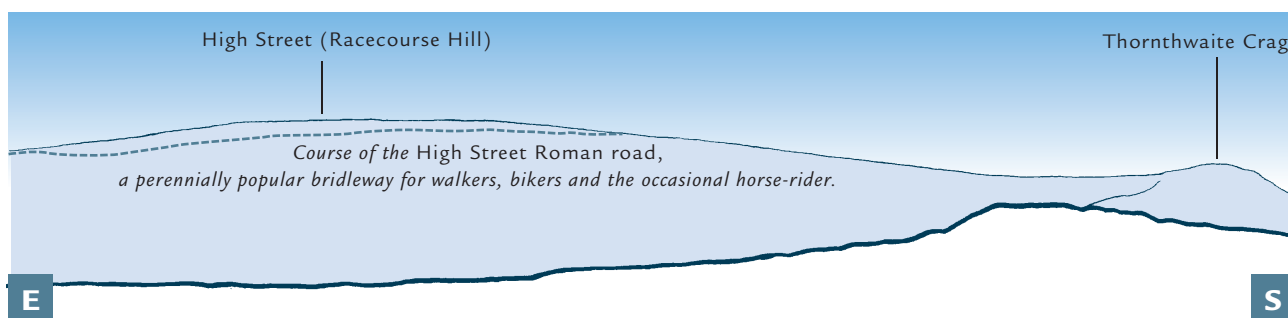 High Street (Racecourse Hill)
Thornthwaite Crag
Course of the High Street Roman road,
a perennially popular bridleway for walkers, bikers and the occasional horse-rider.
E
S